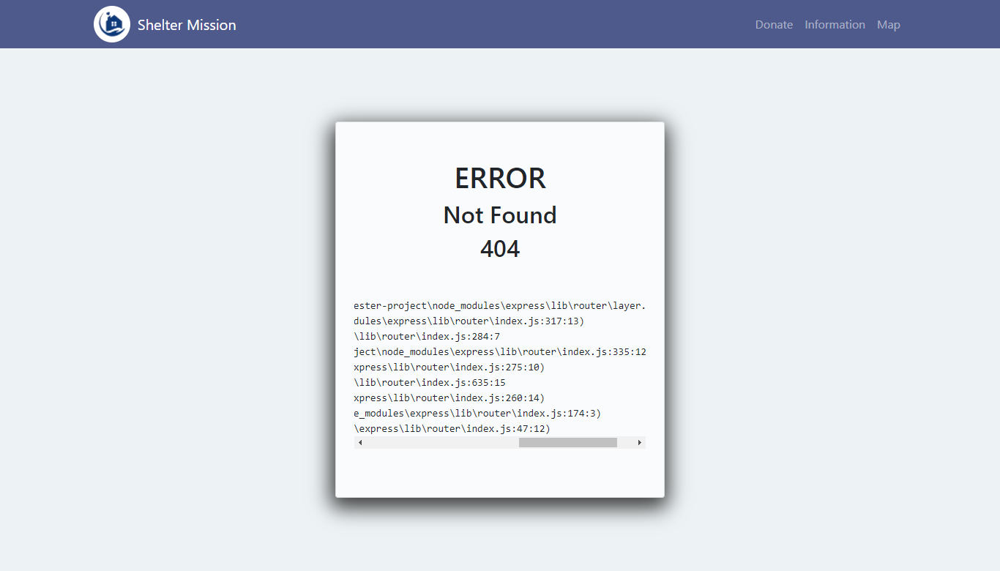 Shelter Mission
Donate Information Map
ERROR
Not Found
404
ester-project\node_modules\express\lib\router\layer.
dules\express\lib\router\index.js:317:13)
\lib\router\index.js:284:7
ject\node_modules\express\lib\router\index.js:335:12
xpress\lib\router\index.js:275:10)
\lib\router\index.js:635:15
xpress\lib\router\index.js:260:14)
e_modules\express\lib\router\index.js:174:3)
\express\lib\router\index.js:47:12)